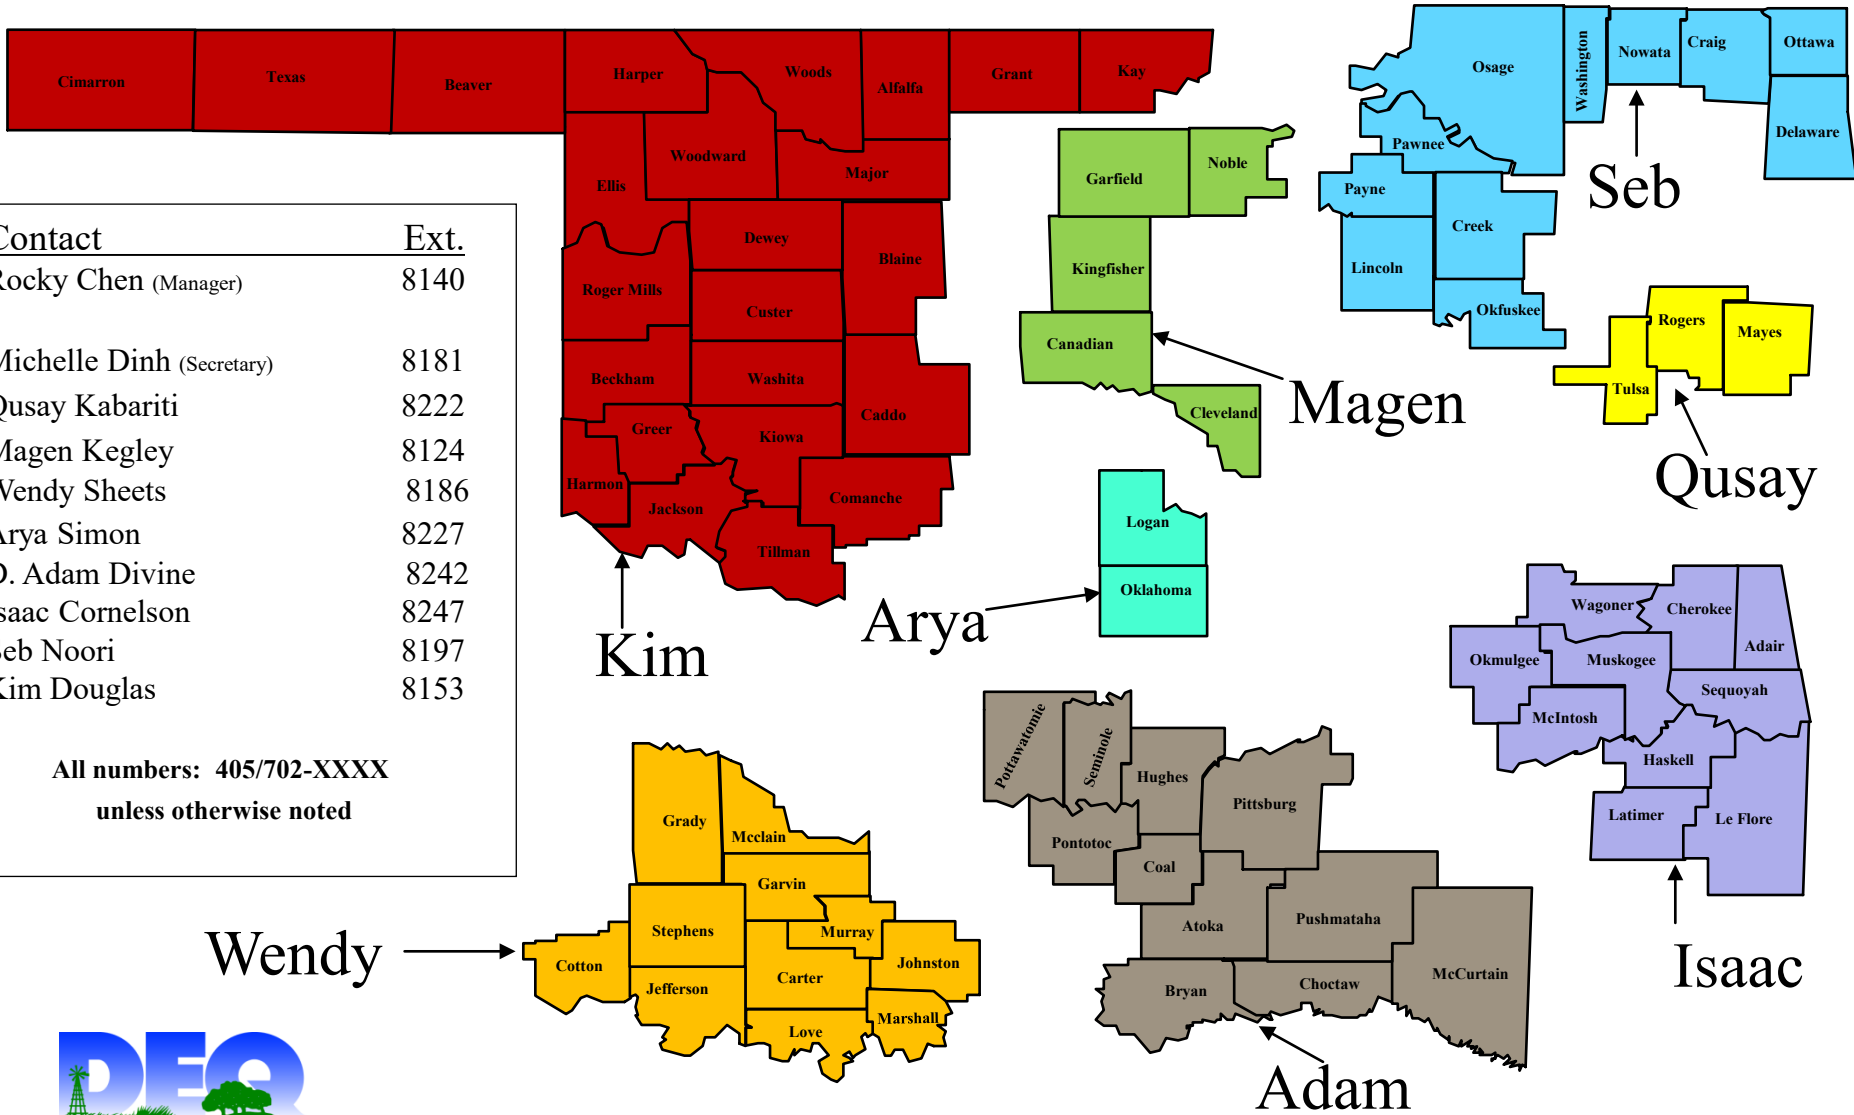 Cimarron
Texas
Beaver
Harper
Woods
Alfalfa
Grant
Kay
Woodward
Ellis
Major
Dewey
Blaine
Roger Mills
Custer
Beckham
Washita
Caddo
Greer
Kiowa
Harmon
Jackson
Comanche
Tillman
Kim
Garfield
Noble
Kingfisher
Canadian
Cleveland
Magen
Osage
Washington
Nowata
Craig
Ottawa
Delaware
Pawnee
Payne
Creek
Lincoln
Okfuskee
Seb
Rogers
Mayes
Tulsa
Qusay
Contact Ext.
Rocky Chen (Manager) 8140
Michelle Dinh (Secretary) 8181
Qusay Kabariti 8222
Magen Kegley 8124
Wendy Sheets 8186
Arya Simon 8227
D. Adam Divine 8242
Isaac Cornelson 8247
Seb Noori 8197
Kim Douglas 8153
All numbers: 405/702-XXXX
unless otherwise noted
Logan
Oklahoma
Arya
Wagoner
Cherokee
Adair
Okmulgee
Muskogee
Sequoyah
McIntosh
Haskell
Latimer
Le Flore
Isaac
Pottawatomie
Seminole
Hughes
Pittsburg
Pontotoc
Coal
Atoka
Pushmataha
McCurtain
Bryan
Choctaw
Adam
Grady
Mcclain
Garvin
Stephens
Murray
Cotton
Carter
Johnston
Jefferson
Love
Marshall
Wendy
DEQ